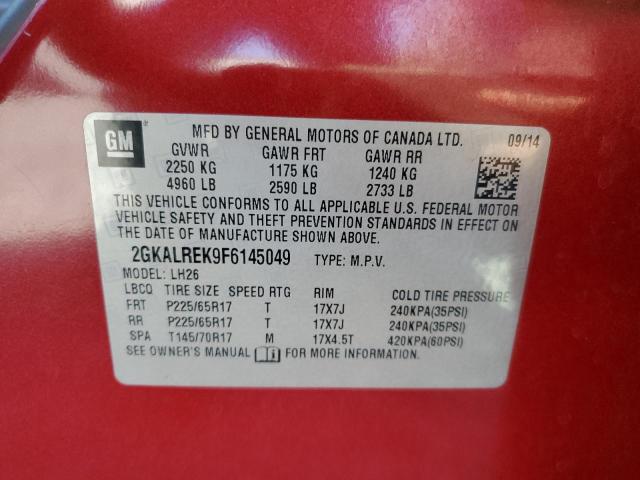 GM
MFD BY GENERAL MOTORS OF CANADA LTD. 09/14
GVWR GAWR FRT GAWR RR
2250 KG 1175 KG 1240 KG
4960 LB 2590 LB 2733 LB
THIS VEHICLE CONFORMS TO ALL APPLICABLE U.S. FEDERAL MOTOR
VEHICLE SAFETY AND THEFT PREVENTION STANDARDS IN EFFECT ON
THE DATE OF MANUFACTURE SHOWN ABOVE.
2GKALREK9F6145049 TYPE: M.P.V.
MODEL: LH26
LBCQ TIRE SIZE SPEED RTG RIM COLD TIRE PRESSURE
FRT P225/65R17 T 17X7J 240KPA(35PSI)
RR P225/65R17 T 17X7J 240KPA(35PSI)
SPA T145/70R17 M 17X4.5T 420KPA(60PSI)
SEE OWNER'S MANUAL FOR MORE INFORMATION.